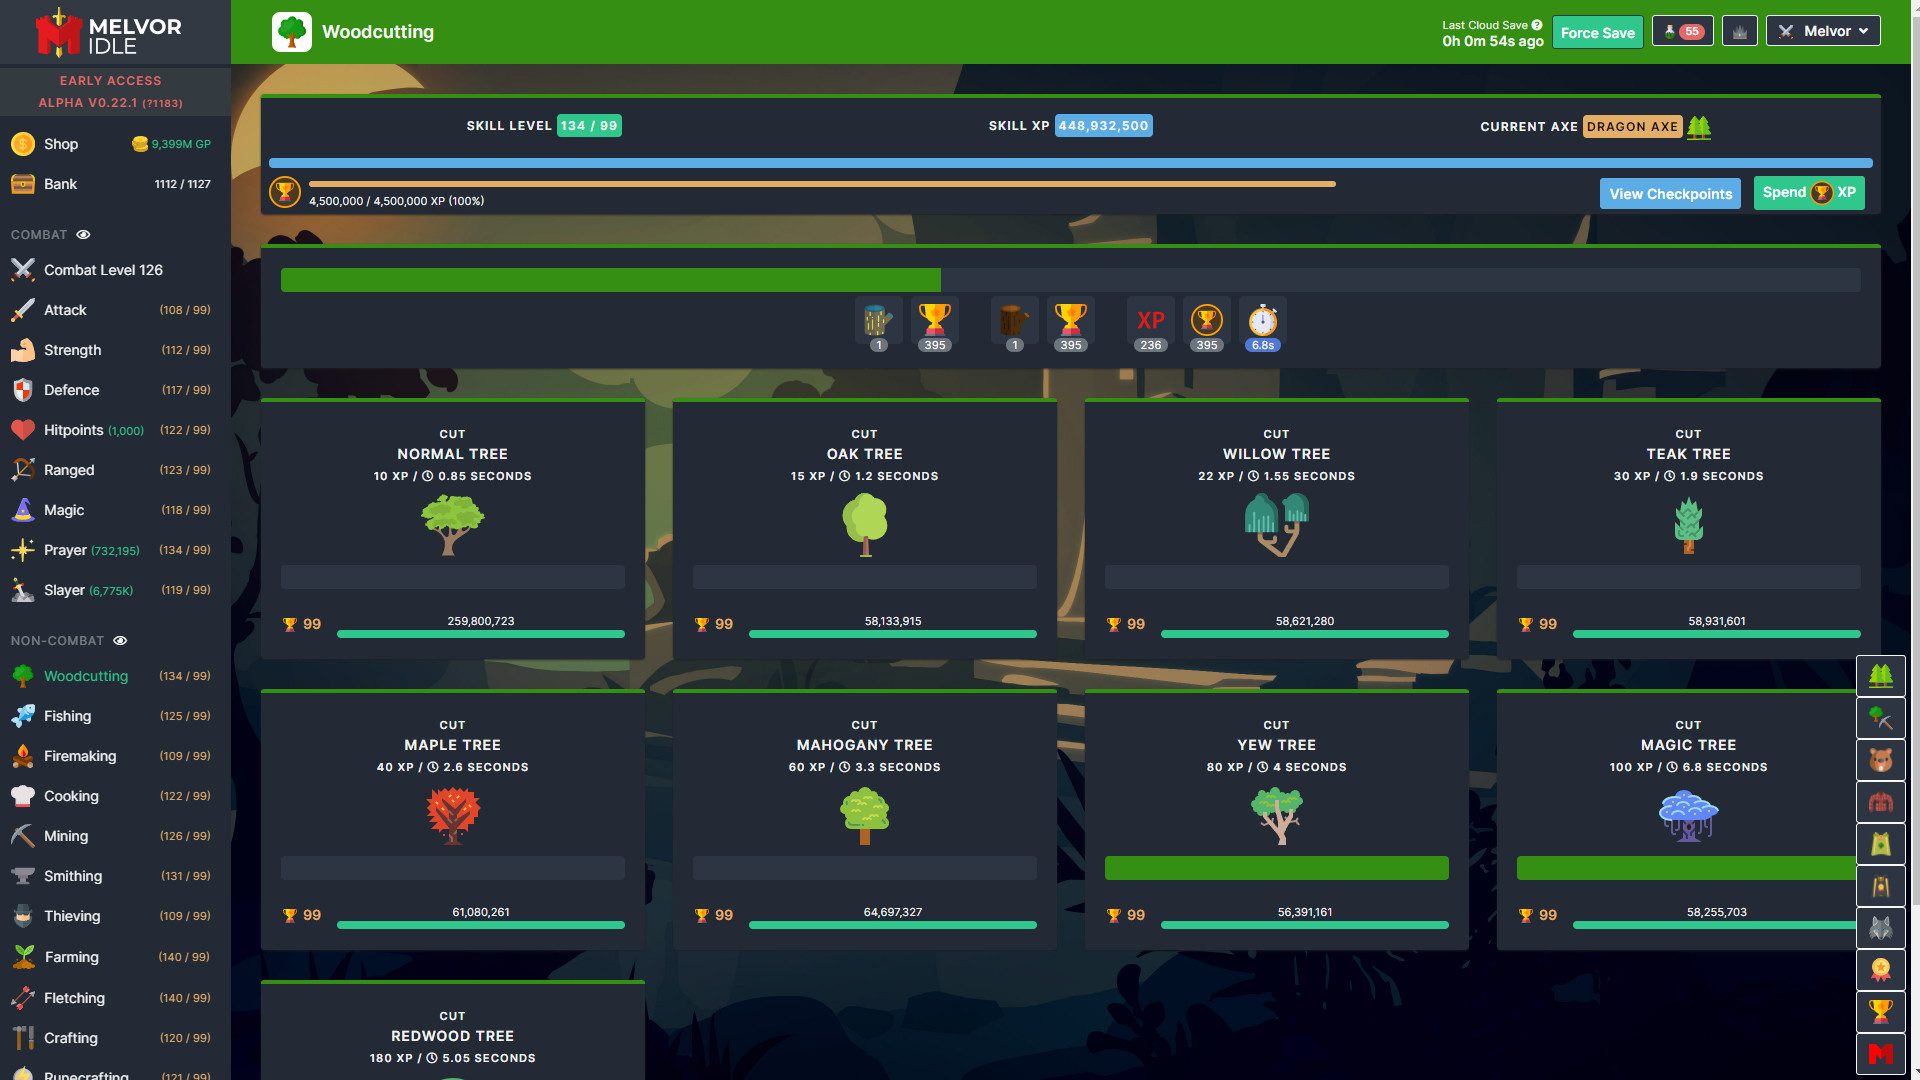 MELVOR
IDLE
EARLY ACCESS
ALPHA V0.22.1 (?1183)
Shop 9,399M GP
Bank 1112 / 1127
COMBAT
Combat Level 126
Attack (108 / 99)
Strength (112 / 99)
Defence (117 / 99)
Hitpoints (1,000) (122 / 99)
Ranged (123 / 99)
Magic (118 / 99)
Prayer (732,195) (134 / 99)
Slayer (6,775K) (119 / 99)
NON-COMBAT
Woodcutting (134 / 99)
Fishing (125 / 99)
Firemaking (109 / 99)
Cooking (122 / 99)
Mining (126 / 99)
Smithing (131 / 99)
Thieving (109 / 99)
Farming (140 / 99)
Fletching (140 / 99)
Crafting (120 / 99)
Runecrafting (121 / 99)
Woodcutting
Last Cloud Save ?
0h 0m 54s ago
Force Save
55
Melvor
SKILL LEVEL 134 / 99
SKILL XP 448,932,500
CURRENT AXE DRAGON AXE
4,500,000 / 4,500,000 XP (100%)
View Checkpoints
Spend XP
XP
1 395 1 395 236 395 6.8s
CUT
NORMAL TREE
10 XP / 0.85 SECONDS
99 259,800,723
CUT
OAK TREE
15 XP / 1.2 SECONDS
99 58,133,915
CUT
WILLOW TREE
22 XP / 1.55 SECONDS
99 58,621,280
CUT
TEAK TREE
30 XP / 1.9 SECONDS
99 58,931,601
CUT
MAPLE TREE
40 XP / 2.6 SECONDS
99 61,080,261
CUT
MAHOGANY TREE
60 XP / 3.3 SECONDS
99 64,697,327
CUT
YEW TREE
80 XP / 4 SECONDS
99 56,391,161
CUT
MAGIC TREE
100 XP / 6.8 SECONDS
99 58,255,703
CUT
REDWOOD TREE
180 XP / 5.05 SECONDS